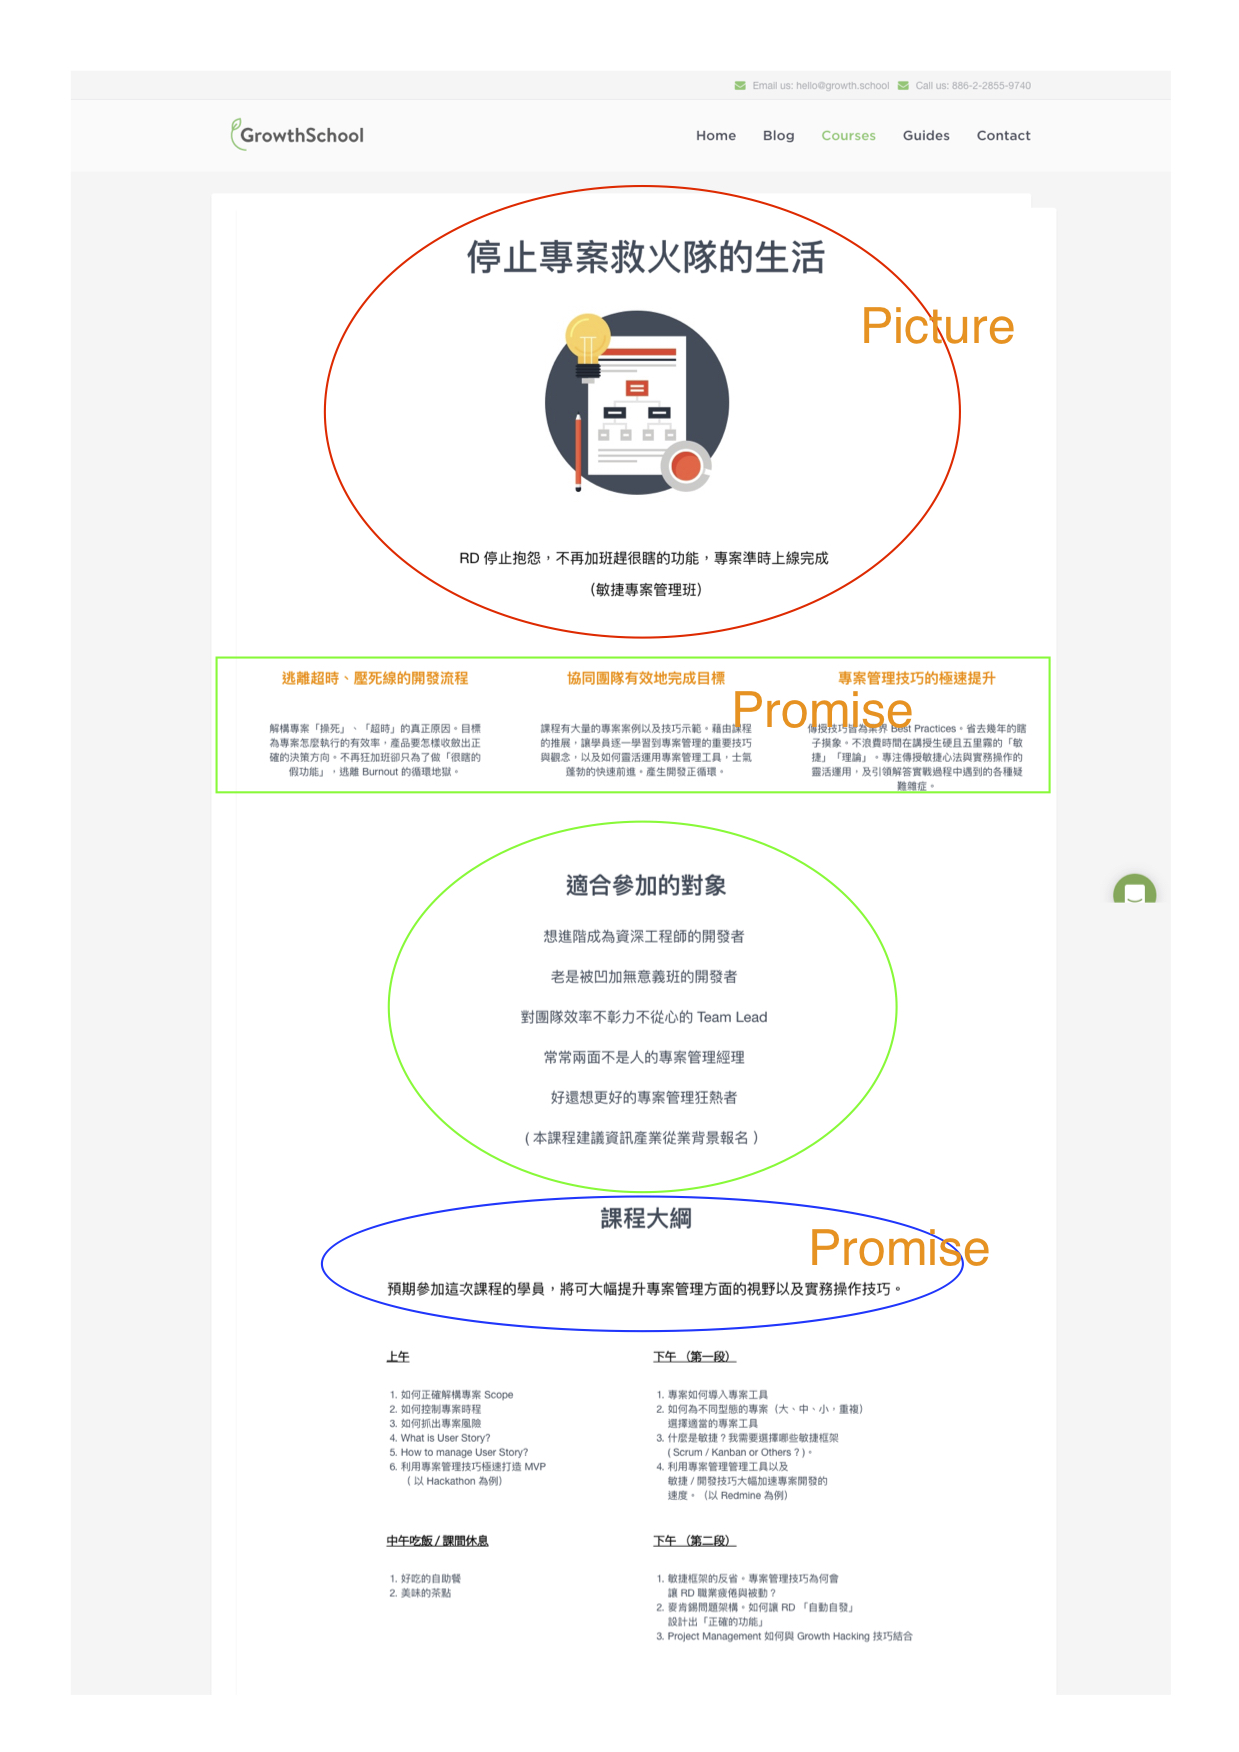 Email us: hello@growth.school Call us: 886-2-2855-9740
GrowthSchool
Home Blog Courses Guides Contact
停止專案救火隊的生活
Picture
RD 停止抱怨，不再加班趕很瞎的功能，專案準時上線完成
（敏捷專案管理班）
逃離超時、壓死線的開發流程
解構專案「操死」、「超時」的真正原因。目標
為專案怎麼執行的有效率，產品要怎樣收斂出正
確的決策方向。不再狂加班卻只為了做「很瞎的
假功能」，逃離 Burnout 的循環地獄。
協同團隊有效地完成目標
課程有大量的專案案例以及技巧示範。藉由課程
的推展，讓學員逐一學習到專案管理的重要技巧
與觀念，以及如何靈活運用專案管理工具，士氣
蓬勃的快速前進。產生開發正循環。
專案管理技巧的極速提升
Promise
傳授技巧皆為業界 Best Practices。省去幾年的瞎
子摸象。不浪費時間在講授生硬且五里霧的「敏
捷」「理論」。專注傳授敏捷心法與實務操作的
靈活運用，及引領解答實戰過程中遇到的各種疑
難雜症。
適合參加的對象
想進階成為資深工程師的開發者
老是被凹加無意義班的開發者
對團隊效率不彰力不從心的 Team Lead
常常兩面不是人的專案管理經理
好還想更好的專案管理狂熱者
( 本課程建議資訊產業從業背景報名 )
課程大綱
Promise
預期參加這次課程的學員，將可大幅提升專案管理方面的視野以及實務操作技巧。
上午
1. 如何正確解構專案 Scope
2. 如何控制專案時程
3. 如何抓出專案風險
4. What is User Story?
5. How to manage User Story?
6. 利用專案管理技巧極速打造 MVP
( 以 Hackathon 為例)
下午 （第一段）
1. 專案如何導入專案工具
2. 如何為不同型態的專案（大、中、小，重複）
選擇適當的專案工具
3. 什麼是敏捷？我需要選擇哪些敏捷框架
( Scrum / Kanban or Others ? )。
4. 利用專案管理管理工具以及
敏捷 / 開發技巧大幅加速專案開發的
速度。（以 Redmine 為例)
中午吃飯 / 課間休息
1. 好吃的自助餐
2. 美味的茶點
下午 （第二段）
1. 敏捷框架的反省。專案管理技巧為何會
讓 RD 職業疲倦與被動？
2. 麥肯錫問題架構。如何讓 RD 「自動自發」
設計出「正確的功能」
3. Project Management 如何與 Growth Hacking 技巧結合